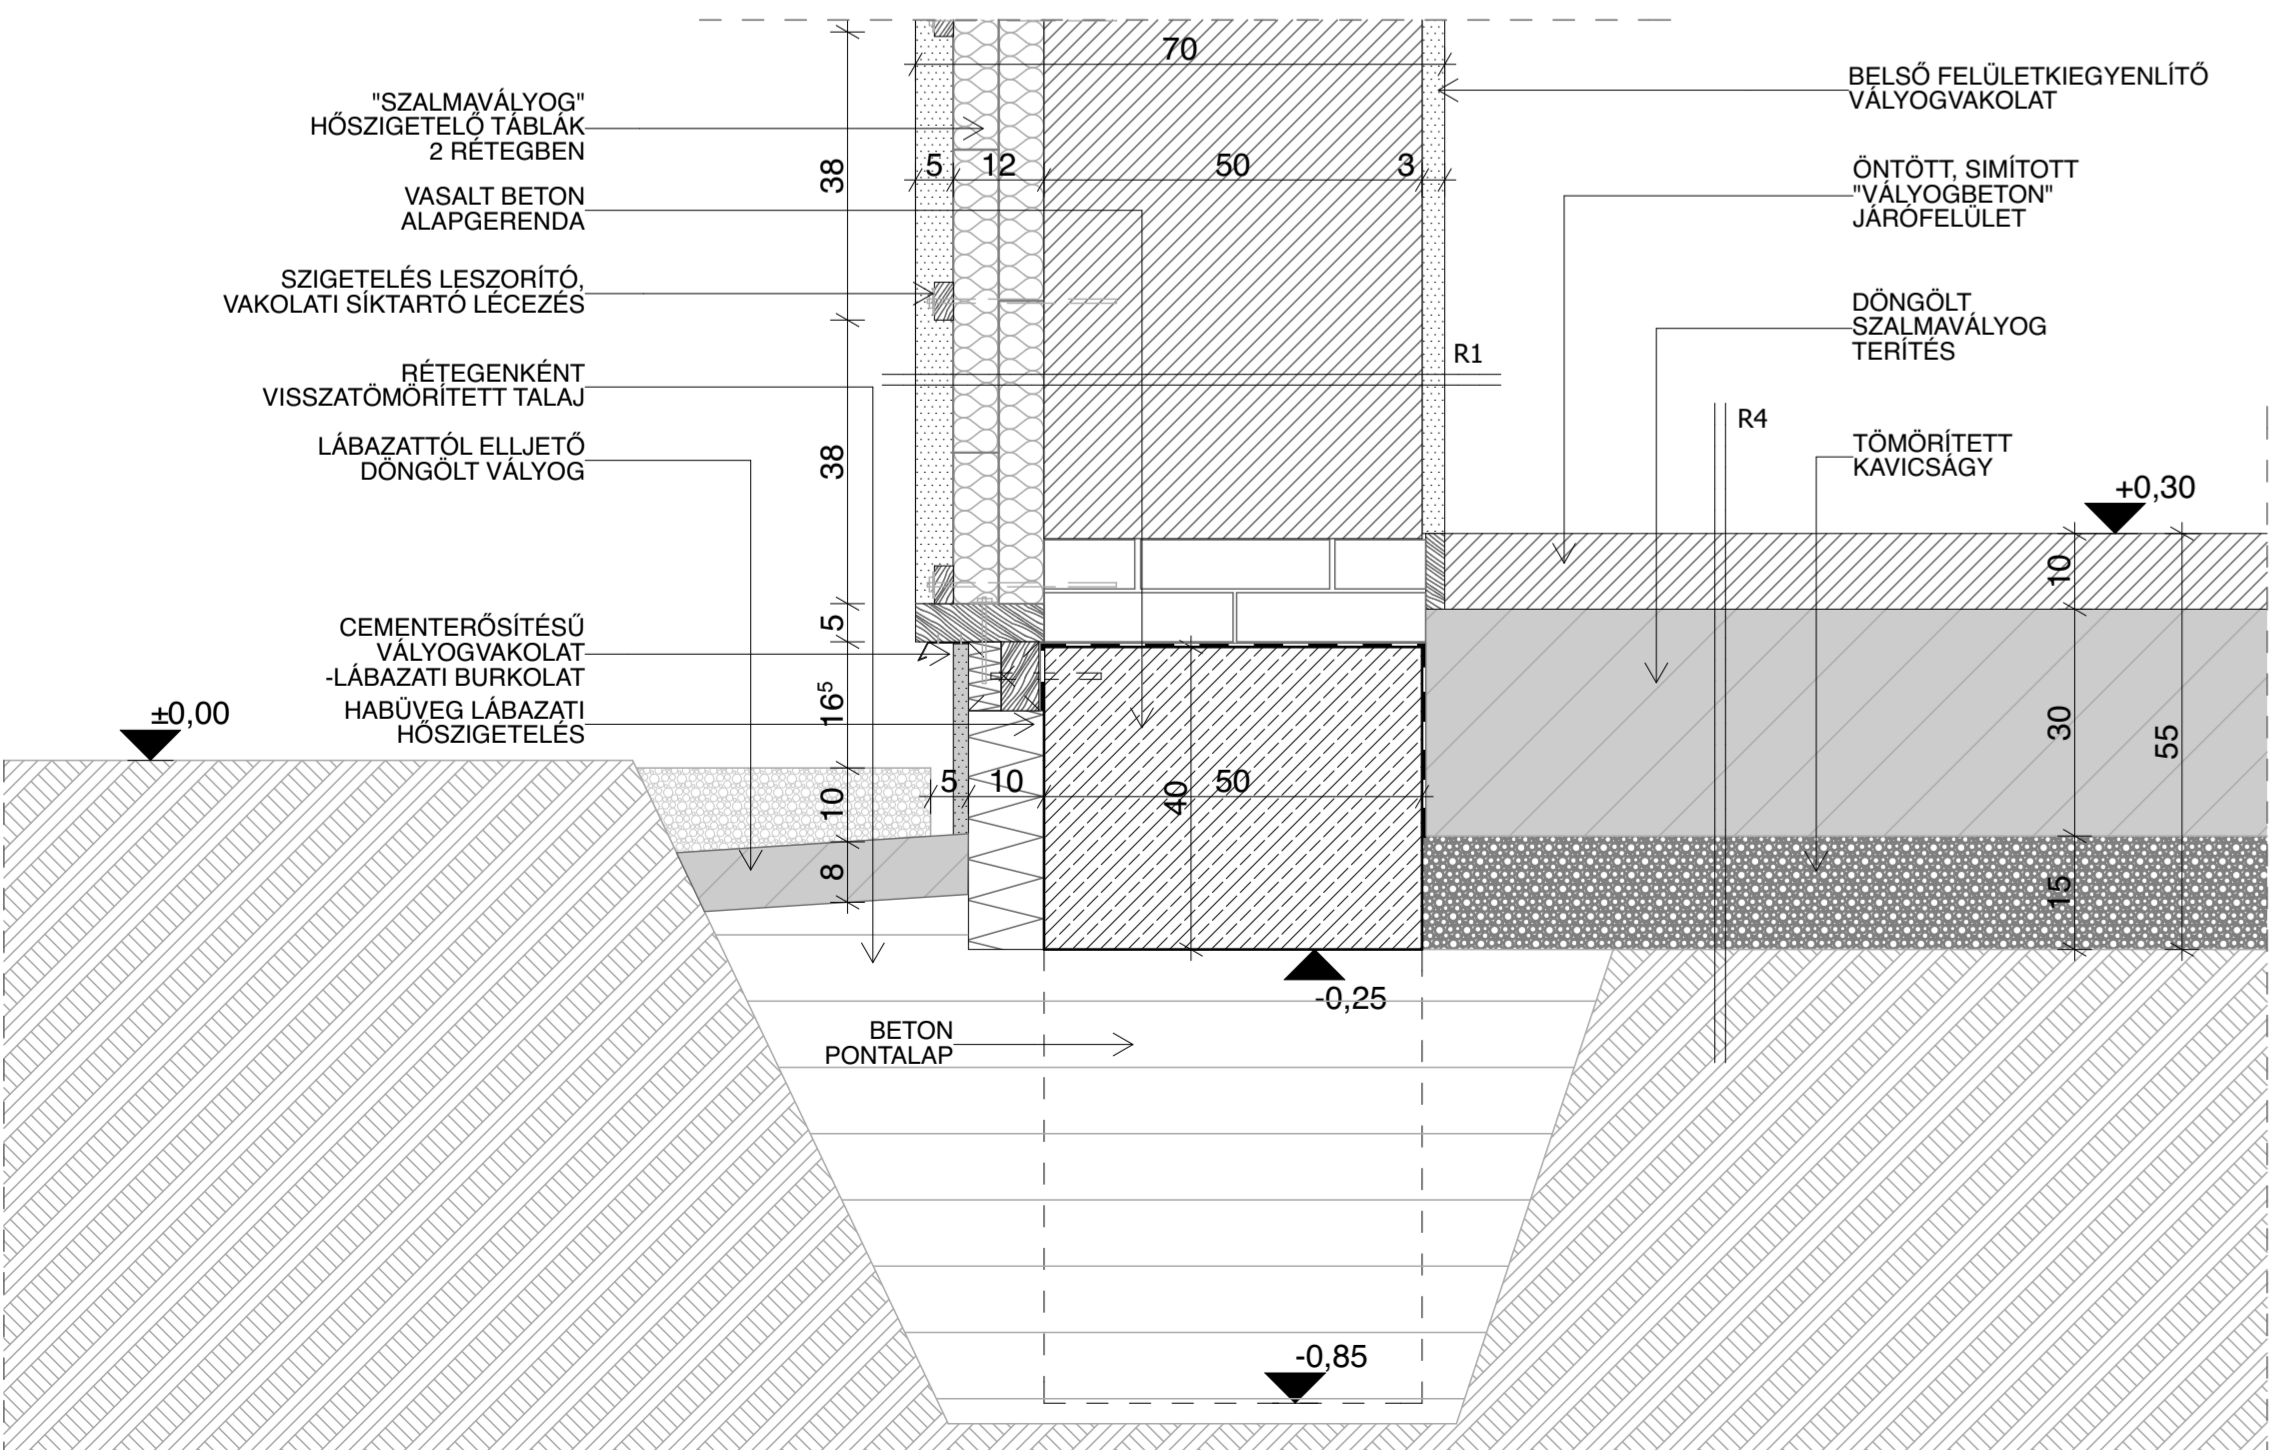 70
"SZALMAVÁLYOG"
HŐSZIGETELŐ TÁBLÁK
2 RÉTEGBEN
VASALT BETON
ALAPGERENDA
SZIGETELÉS LESZORÍTÓ,
VAKOLATI SÍKTARTÓ LÉCEZÉS
RÉTEGENKÉNT
VISSZATÖMÖRÍTETT TALAJ
LÁBAZATTÓL ELLJETŐ
DÖNGÖLT VÁLYOG
CEMENTERŐSÍTÉSŰ
VÁLYOGVAKOLAT
-LÁBAZATI BURKOLAT
HABÜVEG LÁBAZATI
HŐSZIGETELÉS
±0,00
38
38
5
16⁵
10
8
5 12 50 3
R1
5 10 50
40
-0,25
BETON
PONTALAP
-0,85
BELSŐ FELÜLETKIEGYENLÍTŐ
VÁLYOGVAKOLAT
ÖNTÖTT, SIMÍTOTT
"VÁLYOGBETON"
JÁRÓFELÜLET
DÖNGÖLT
SZALMAVÁLYOG
TERÍTÉS
R4
TÖMÖRÍTETT
KAVICSÁGY
+0,30
10
30
15
55